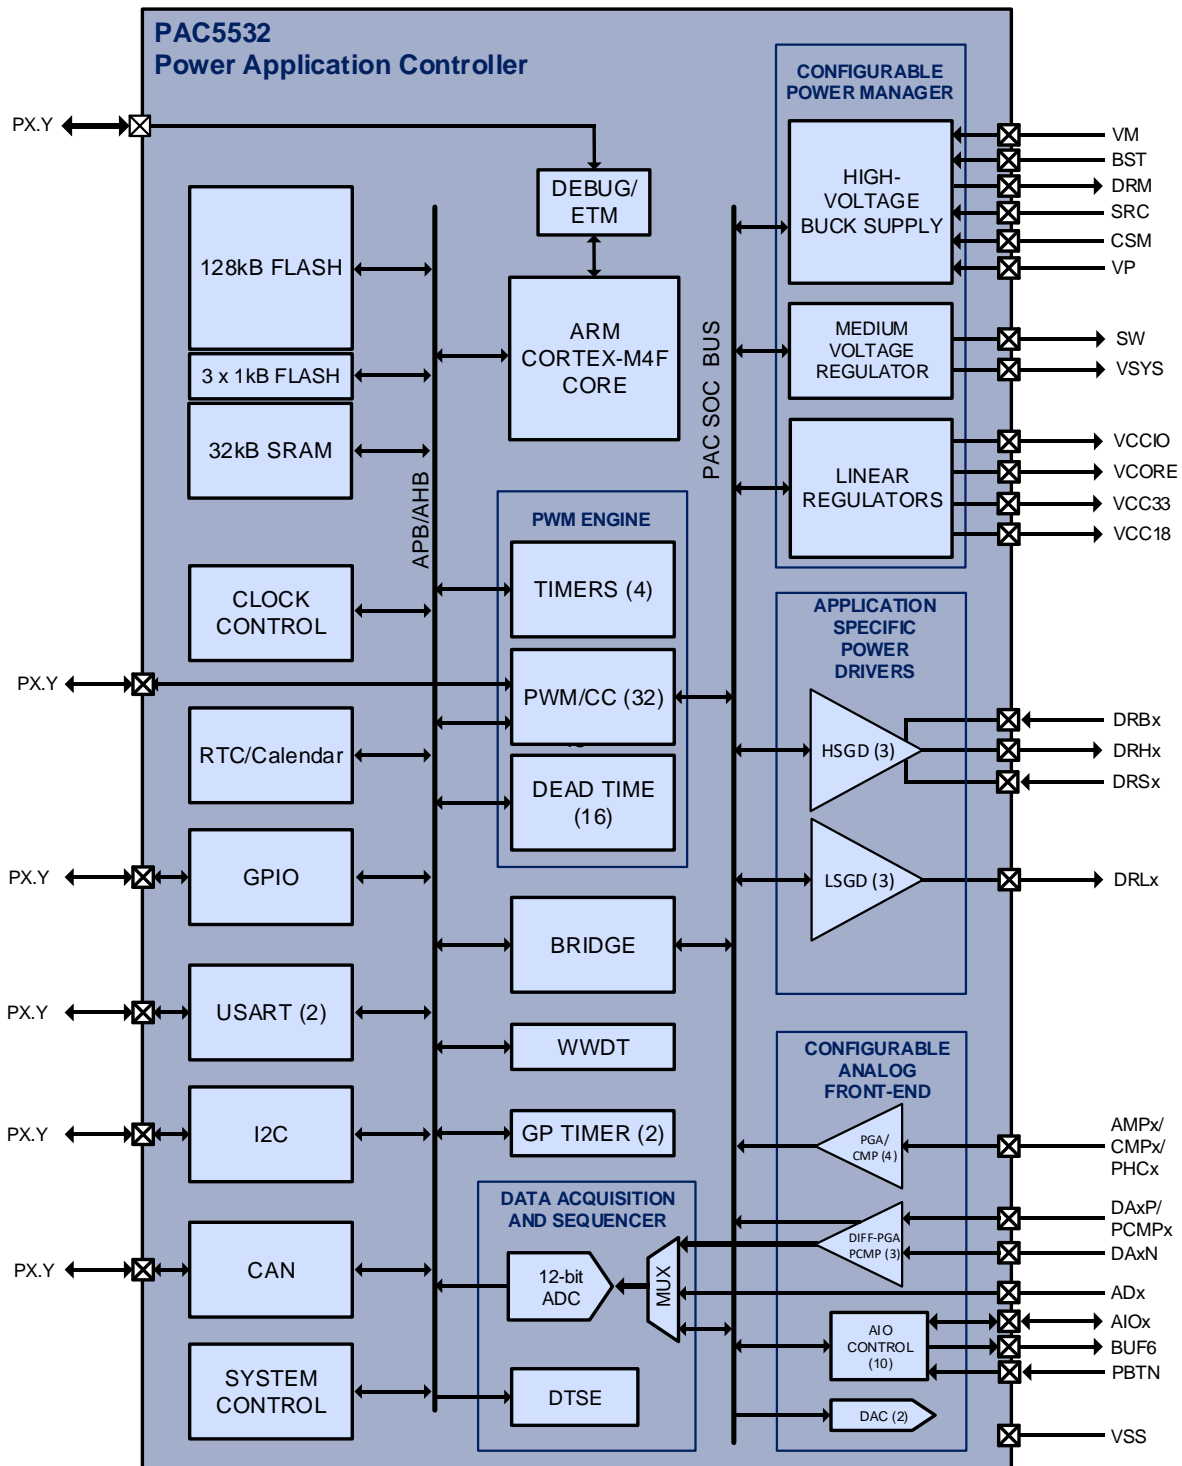 PAC5532
Power Application Controller
PX.Y
DEBUG/
ETM
128kB FLASH
3 x 1kB FLASH
32kB SRAM
ARM
CORTEX-M4F
CORE
APB/AHB
PAC SOC BUS
CONFIGURABLE
POWER MANAGER
HIGH-
VOLTAGE
BUCK SUPPLY
VM
BST
DRM
SRC
CSM
VP
MEDIUM
VOLTAGE
REGULATOR
SW
VSYS
LINEAR
REGULATORS
VCCIO
VCORE
VCC33
VCC18
CLOCK
CONTROL
PX.Y
RTC/Calendar
PWM ENGINE
TIMERS (4)
PWM/CC (32)
DEAD TIME
(16)
APPLICATION
SPECIFIC
POWER
DRIVERS
HSGD (3)
DRBx
DRHx
DRSx
LSGD (3)
DRLx
PX.Y
GPIO
PX.Y
USART (2)
PX.Y
I2C
PX.Y
CAN
SYSTEM
CONTROL
BRIDGE
WWDT
GP TIMER (2)
DATA ACQUISITION
AND SEQUENCER
12-bit
ADC
MUX
DTSE
CONFIGURABLE
ANALOG
FRONT-END
PGA/
CMP (4)
AMPx/
CMPx/
PHCx
DIFF-PGA
PCMP (3)
DAxP/
PCMPx
DAxN
ADx
AIO
CONTROL
(10)
AIOx
BUF6
PBTN
DAC (2)
VSS